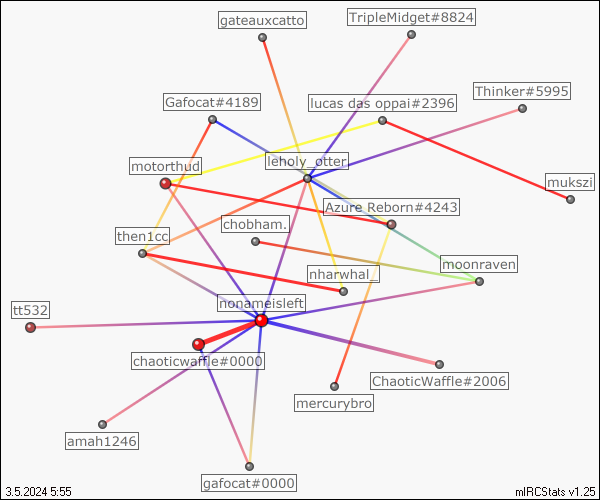 gateauxcatto
TripleMidget#8824
Thinker#5995
Gafocat#4189
lucas das oppai#2396
leholy_otter
motorthud
mukszi
Azure Reborn#4243
chobham.
then1cc
moonraven
nharwhal_
monameisleft
tt532
chaoticwaffle#0000
ChaoticWaffle#2006
mercurybro
amah1246
gafocat#0000
3.5.2024 5:55
mIRCStats v1.25